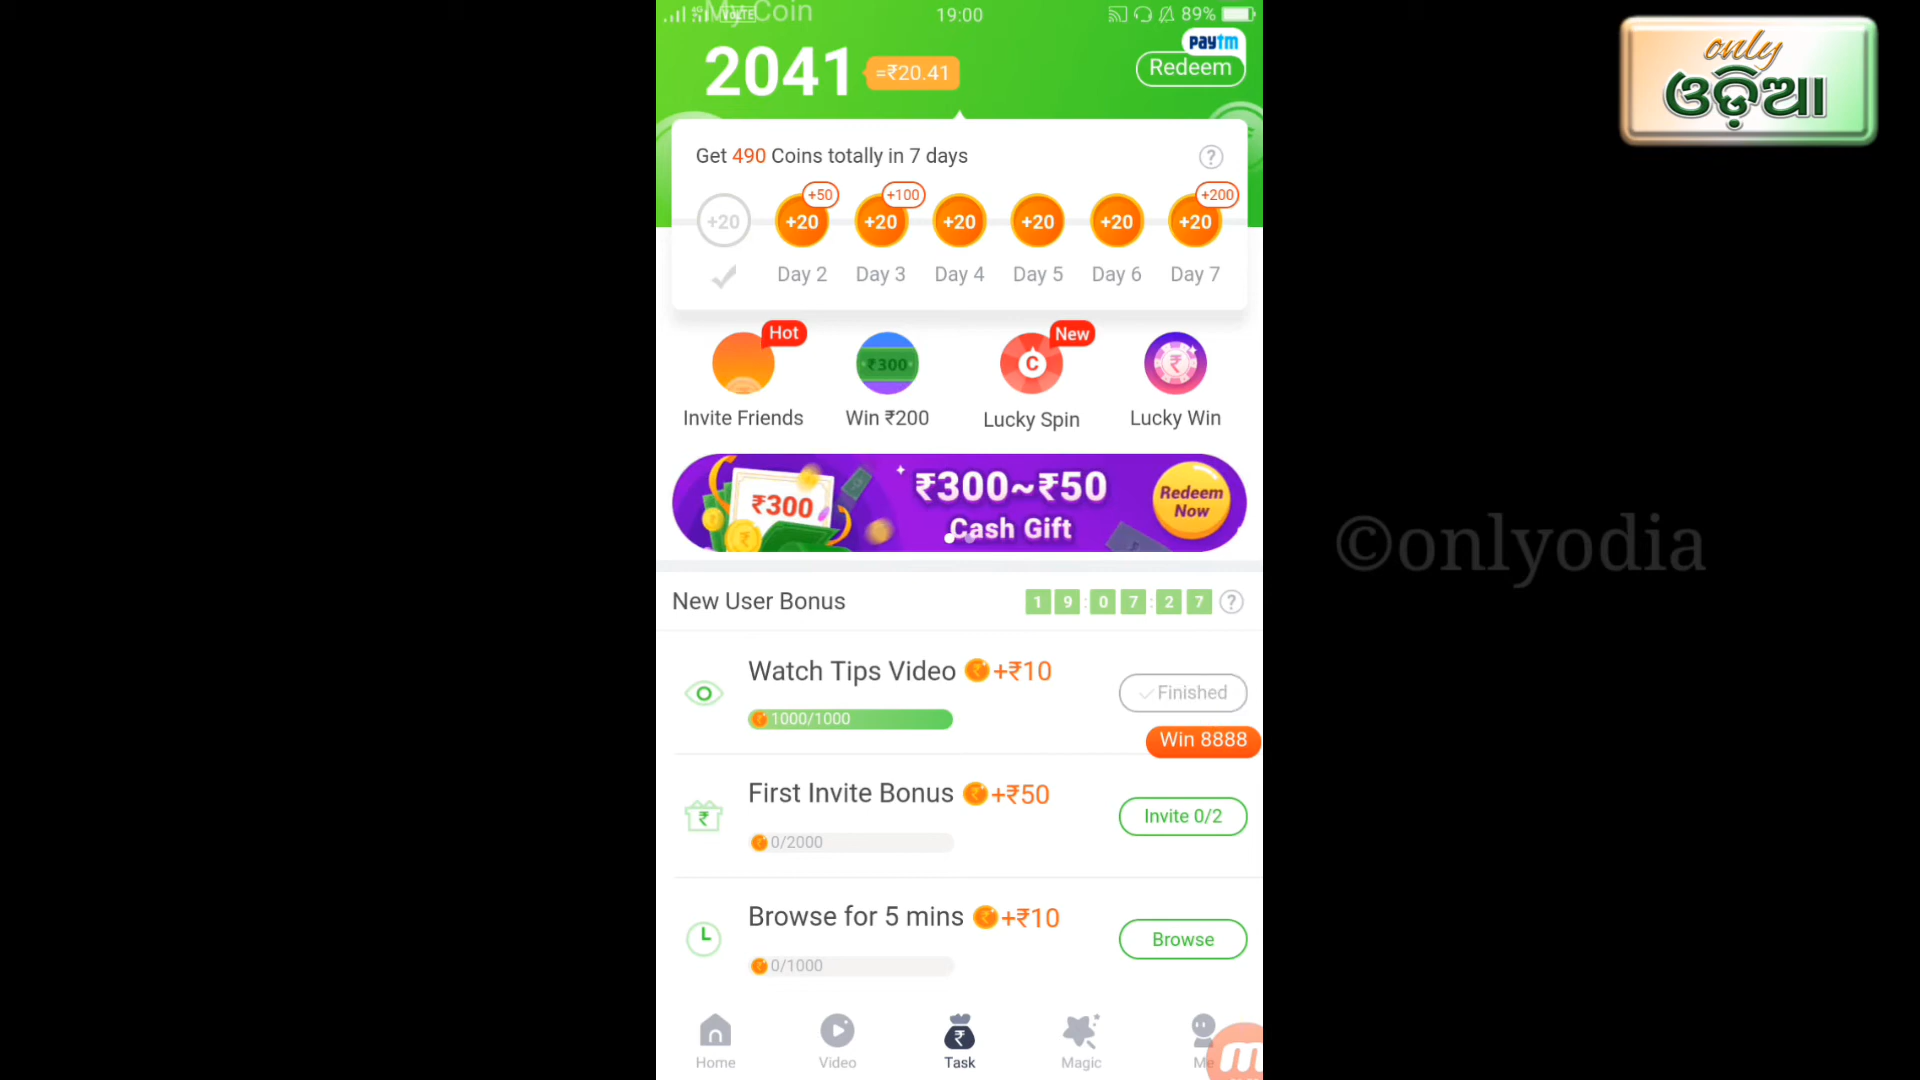 My Coin
VoLTE
19:00
89%
2041
=₹20.41
paytm
Redeem
only
ଓଡ଼ିଆ
Get 490 Coins totally in 7 days
?
+50
+100
+200
+20
+20
+20
+20
+20
+20
+20
Day 2
Day 3
Day 4
Day 5
Day 6
Day 7
Hot
New
₹300
C
₹
Invite Friends
Win ₹200
Lucky Spin
Lucky Win
₹300
₹300~₹50
Cash Gift
Redeem
Now
©onlyodia
New User Bonus
19:07:27
?
Watch Tips Video +₹10
Finished
1000/1000
Win 8888
First Invite Bonus +₹50
Invite 0/2
0/2000
Browse for 5 mins +₹10
Browse
0/1000
Home
Video
Task
Magic
Me